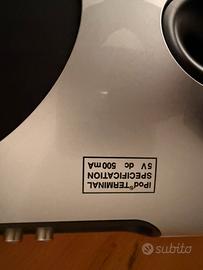 iPod® TERMINAL
SPECIFICATION
5V dc 500mA
subito